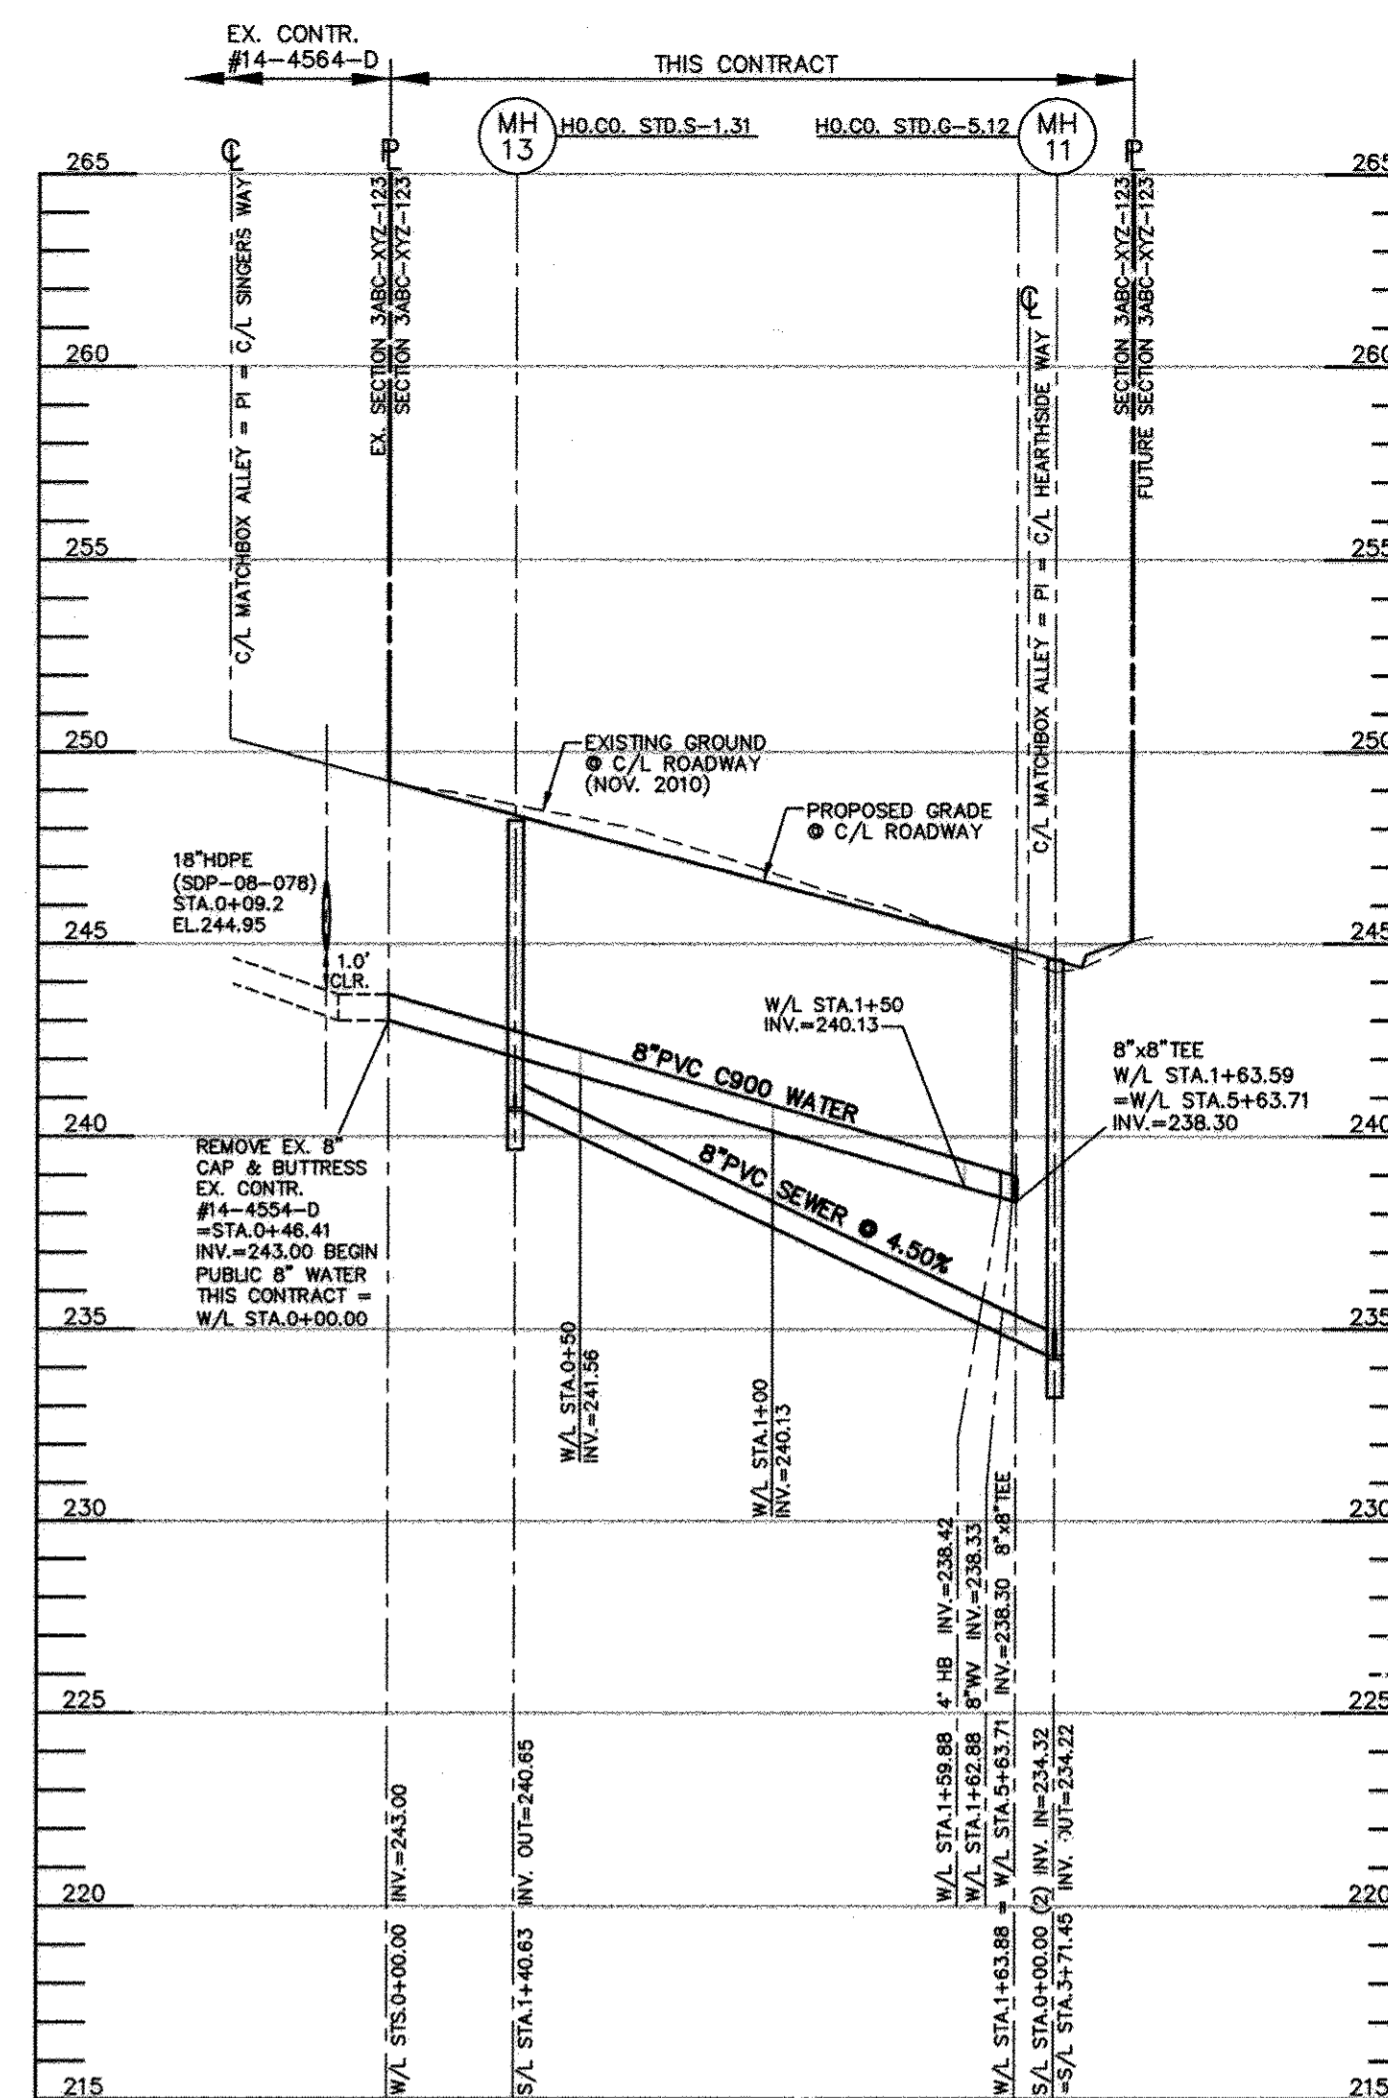 EX. CONTR.
#14-4564-D
THIS CONTRACT
MH
13
HO.CO. STD.S-1.31
HO.CO. STD.G-5.12
MH
11
265
265
C/L MATCHBOX ALLEY = PI = C/L SINGERS WAY
EX. SECTION 3ABC-XYZ-123
SECTION 3ABC-XYZ-123
C/L MATCHBOX ALLEY = PI = C/L HEARTHSIDE WAY
SECTION 3ABC-XYZ-123
FUTURE SECTION 3ABC-XYZ-123
260
260
255
255
250
250
EXISTING GROUND
@ C/L ROADWAY
(NOV. 2010)
PROPOSED GRADE
@ C/L ROADWAY
18"HDPE
(SDP-08-078)
STA.0+09.2
EL.244.95
245
245
1.0'
CLR.
W/L STA.1+50
INV.=240.13
8"PVC C900 WATER
8"x8"TEE
W/L STA.1+63.59
=W/L STA.5+63.71
INV.=238.30
240
240
REMOVE EX. 8"
CAP & BUTTRESS
EX. CONTR.
#14-4554-D
=STA.0+46.41
INV.=243.00 BEGIN
PUBLIC 8" WATER
THIS CONTRACT =
W/L STA.0+00.00
8"PVC SEWER @ 4.50%
235
235
W/L STA.0+50
INV.=241.56
W/L STA.1+00
INV.=240.13
230
230
225
225
220
220
215
215
W/L STS.0+00.00 INV.=243.00
S/L STA.1+40.63 INV. OUT=240.65
W/L STA.1+59.88 4" HB INV.=238.42
W/L STA.1+62.88 8"WV INV.=238.33
W/L STA.1+63.88 = W/L STA.5+63.71 INV.=238.30 8"x8"TEE
S/L STA.0+00.00 (2) INV. IN=234.32
=S/L STA.3+71.45 INV. OUT=234.22